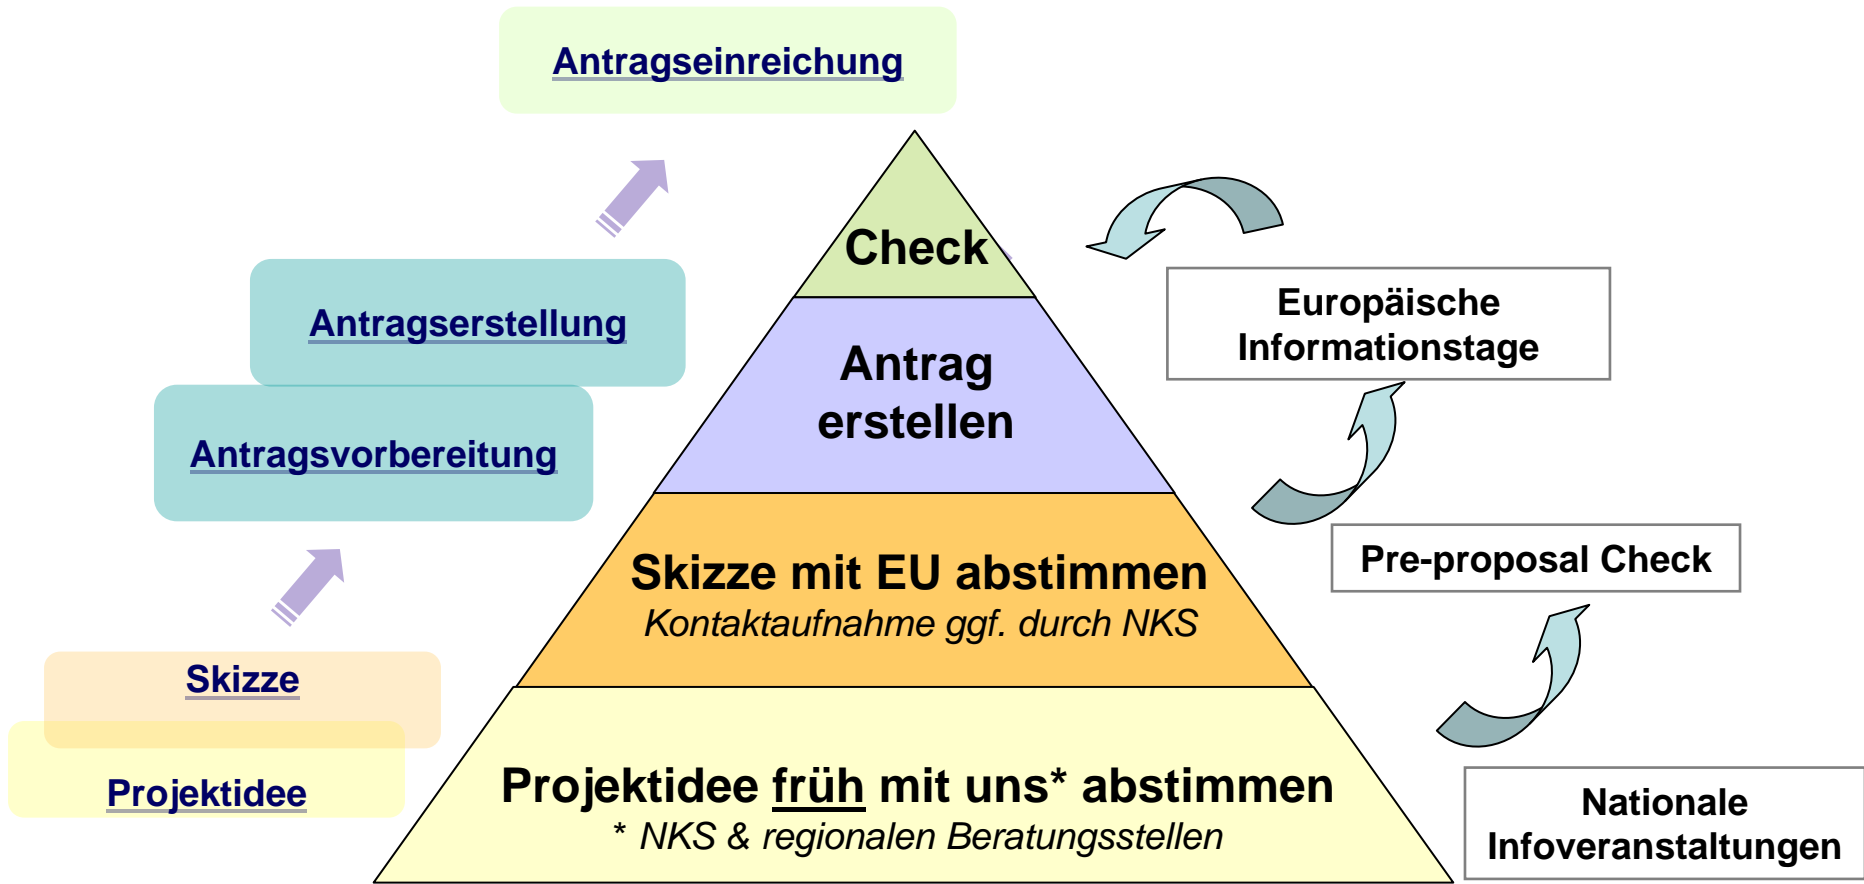 Antragseinreichung
Check
Antragserstellung
Antrag
erstellen
Antragsvorbereitung
Skizze mit EU abstimmen
Kontaktaufnahme ggf. durch NKS
Skizze
Projektidee
Projektidee früh mit uns* abstimmen
* NKS & regionalen Beratungsstellen
Europäische
Informationstage
Pre-proposal Check
Nationale
Infoveranstaltungen